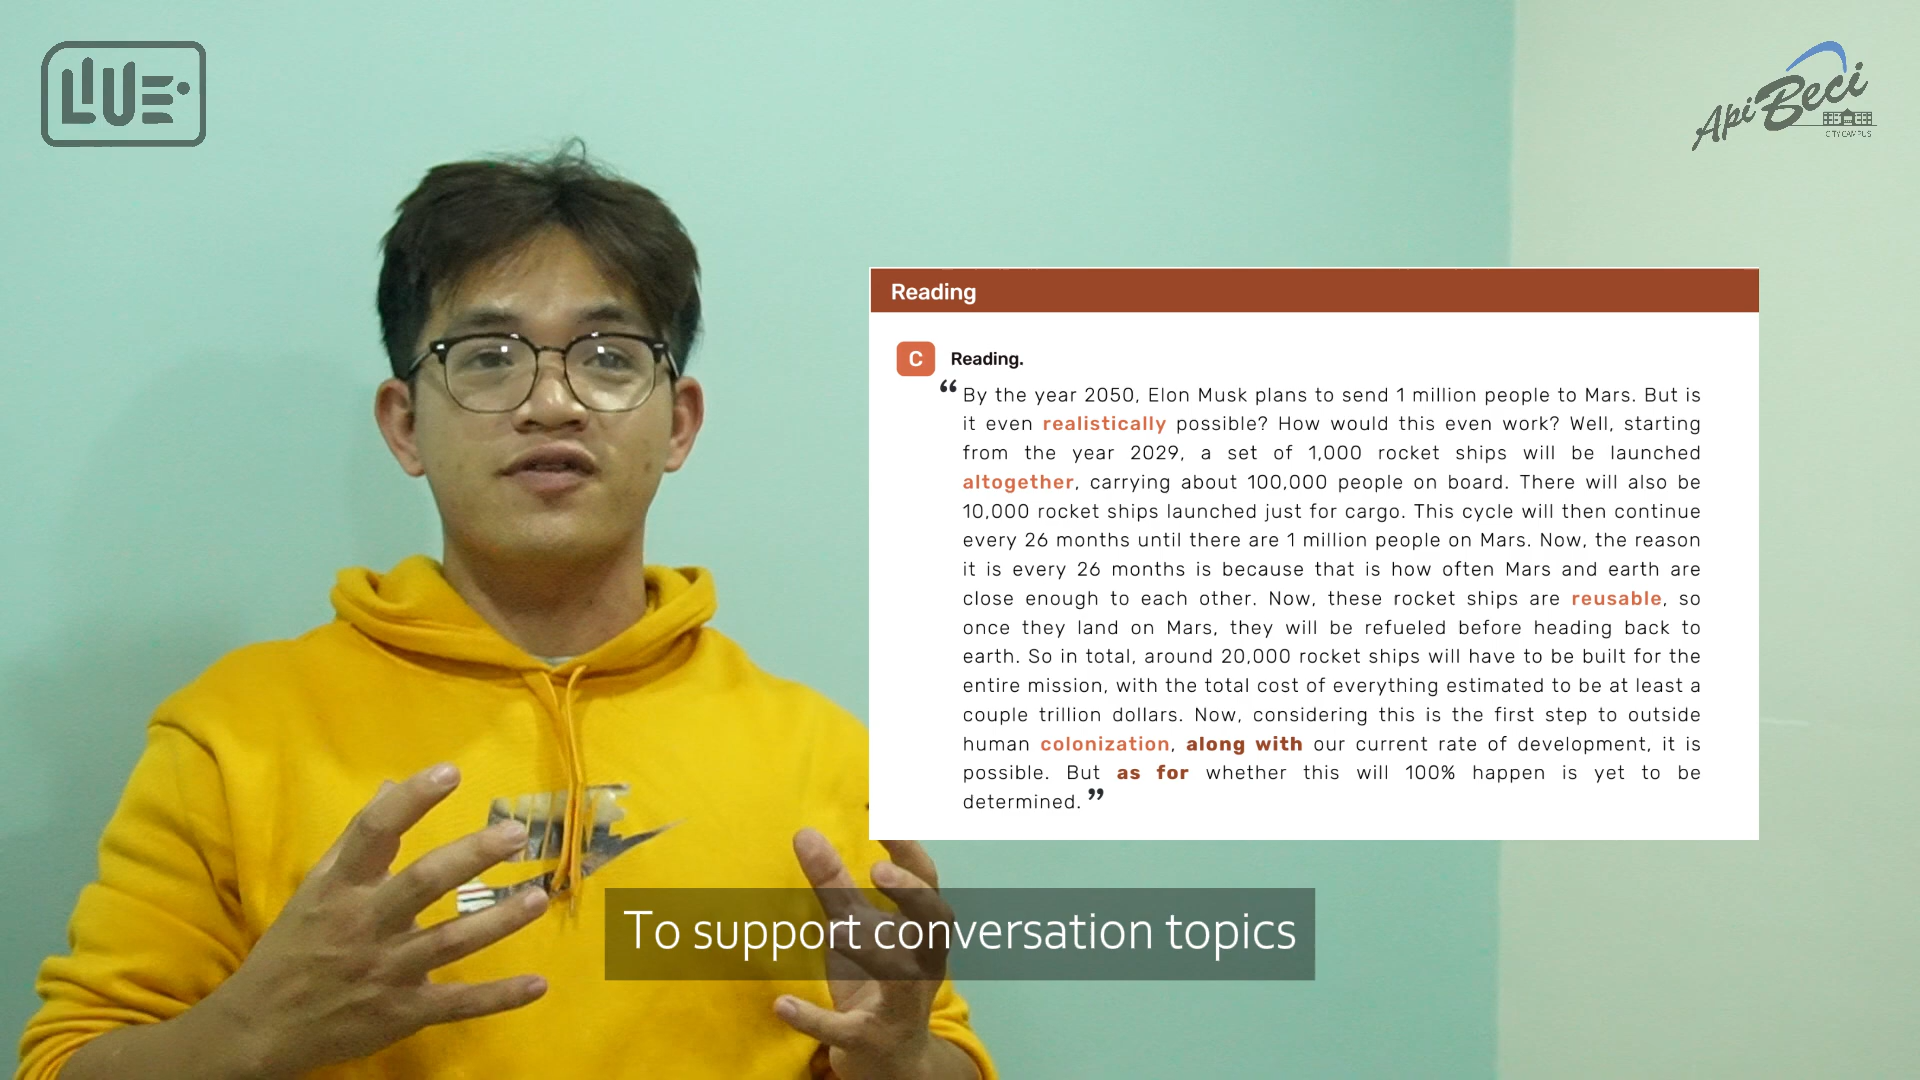 LIVE
Api Beci
CITY CAMPUS
Reading
C Reading.
“ By the year 2050, Elon Musk plans to send 1 million people to Mars. But is
it even realistically possible? How would this even work? Well, starting
from the year 2029, a set of 1,000 rocket ships will be launched
altogether, carrying about 100,000 people on board. There will also be
10,000 rocket ships launched just for cargo. This cycle will then continue
every 26 months until there are 1 million people on Mars. Now, the reason
it is every 26 months is because that is how often Mars and earth are
close enough to each other. Now, these rocket ships are reusable, so
once they land on Mars, they will be refueled before heading back to
earth. So in total, around 20,000 rocket ships will have to be built for the
entire mission, with the total cost of everything estimated to be at least a
couple trillion dollars. Now, considering this is the first step to outside
human colonization, along with our current rate of development, it is
possible. But as for whether this will 100% happen is yet to be
determined. ”
To support conversation topics